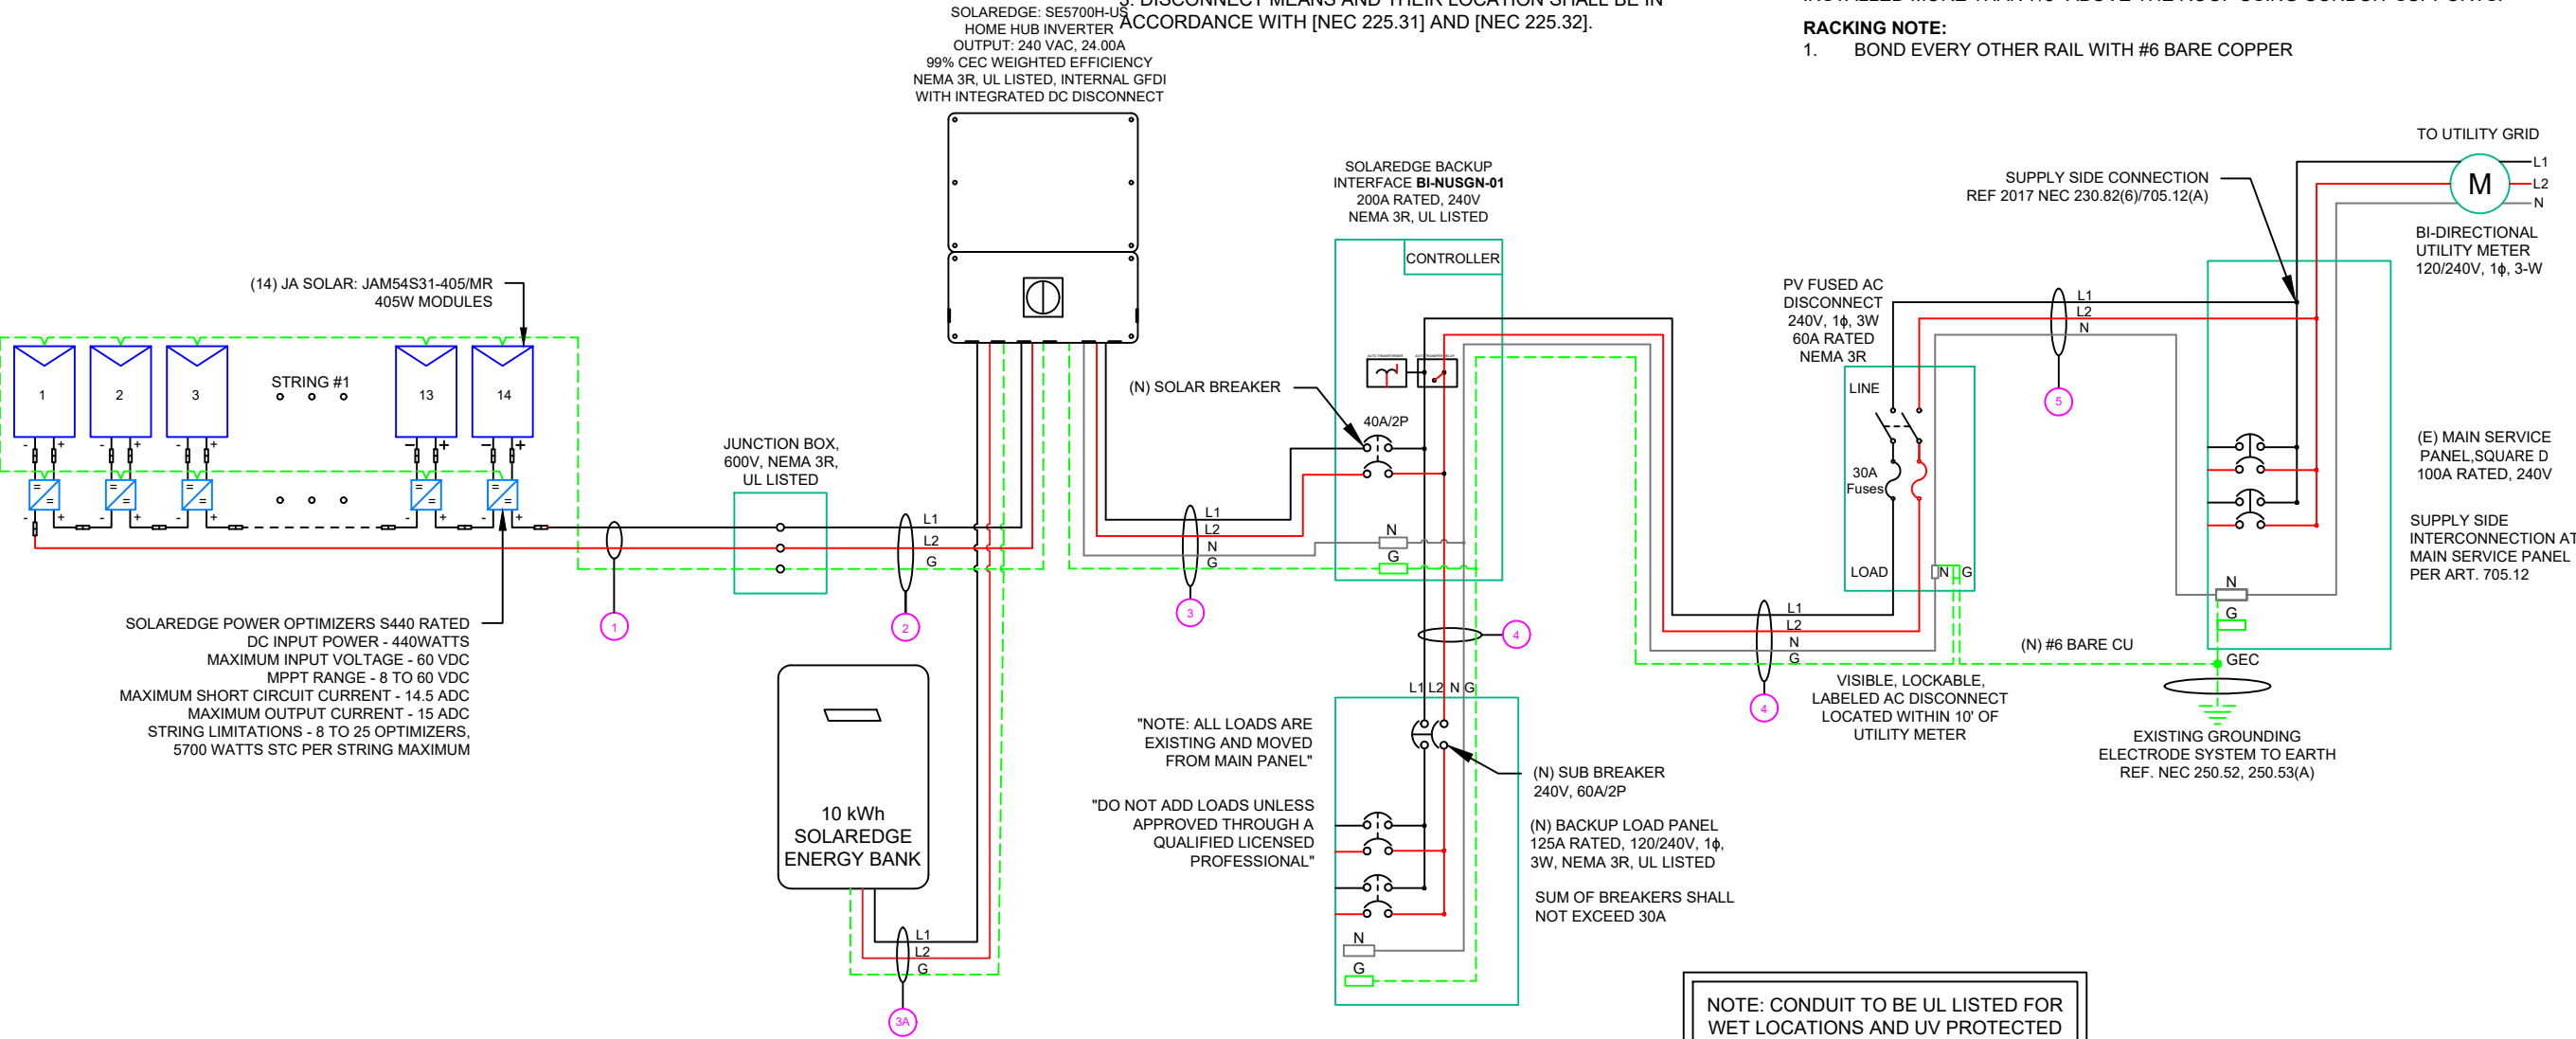 3. DISCONNECT MEANS AND THEIR LOCATION SHALL BE IN
ACCORDANCE WITH [NEC 225.31] AND [NEC 225.32].
RACKING NOTE:
1. BOND EVERY OTHER RAIL WITH #6 BARE COPPER
SOLAREDGE: SE5700H-US
HOME HUB INVERTER
OUTPUT: 240 VAC, 24.00A
99% CEC WEIGHTED EFFICIENCY
NEMA 3R, UL LISTED, INTERNAL GFDI
WITH INTEGRATED DC DISCONNECT
(14) JA SOLAR: JAM54S31-405/MR
405W MODULES
1
2
3
STRING #1
13
14
- +
- +
- +
- +
- +
= =
= =
= =
= =
= =
- +
- +
- +
- +
- +
SOLAREDGE POWER OPTIMIZERS S440 RATED
DC INPUT POWER - 440WATTS
MAXIMUM INPUT VOLTAGE - 60 VDC
MPPT RANGE - 8 TO 60 VDC
MAXIMUM SHORT CIRCUIT CURRENT - 14.5 ADC
MAXIMUM OUTPUT CURRENT - 15 ADC
STRING LIMITATIONS - 8 TO 25 OPTIMIZERS,
5700 WATTS STC PER STRING MAXIMUM
1
JUNCTION BOX,
600V, NEMA 3R,
UL LISTED
L1
L2
G
2
10 kWh
SOLAREDGE
ENERGY BANK
L1
L2
G
3A
L1
L2
N
G
3
SOLAREDGE BACKUP
INTERFACE BI-NUSGN-01
200A RATED, 240V
NEMA 3R, UL LISTED
CONTROLLER
(N) SOLAR BREAKER
40A/2P
N
G
4
L1 L2 N G
"NOTE: ALL LOADS ARE
EXISTING AND MOVED
FROM MAIN PANEL"
"DO NOT ADD LOADS UNLESS
APPROVED THROUGH A
QUALIFIED LICENSED
PROFESSIONAL"
N
G
(N) SUB BREAKER
240V, 60A/2P
(N) BACKUP LOAD PANEL
125A RATED, 120/240V, 1ϕ,
3W, NEMA 3R, UL LISTED
SUM OF BREAKERS SHALL
NOT EXCEED 30A
L1
L2
N
G
4
PV FUSED AC
DISCONNECT
240V, 1ϕ, 3W
60A RATED
NEMA 3R
LINE
30A
Fuses
LOAD
N G
VISIBLE, LOCKABLE,
LABELED AC DISCONNECT
LOCATED WITHIN 10' OF
UTILITY METER
L1
L2
N
5
SUPPLY SIDE CONNECTION
REF 2017 NEC 230.82(6)/705.12(A)
TO UTILITY GRID
M
L1
L2
N
BI-DIRECTIONAL
UTILITY METER
120/240V, 1ϕ, 3-W
(E) MAIN SERVICE
PANEL,SQUARE D
100A RATED, 240V
SUPPLY SIDE
INTERCONNECTION AT
MAIN SERVICE PANEL
PER ART. 705.12
N
G
(N) #6 BARE CU
GEC
EXISTING GROUNDING
ELECTRODE SYSTEM TO EARTH
REF. NEC 250.52, 250.53(A)
NOTE: CONDUIT TO BE UL LISTED FOR
WET LOCATIONS AND UV PROTECTED